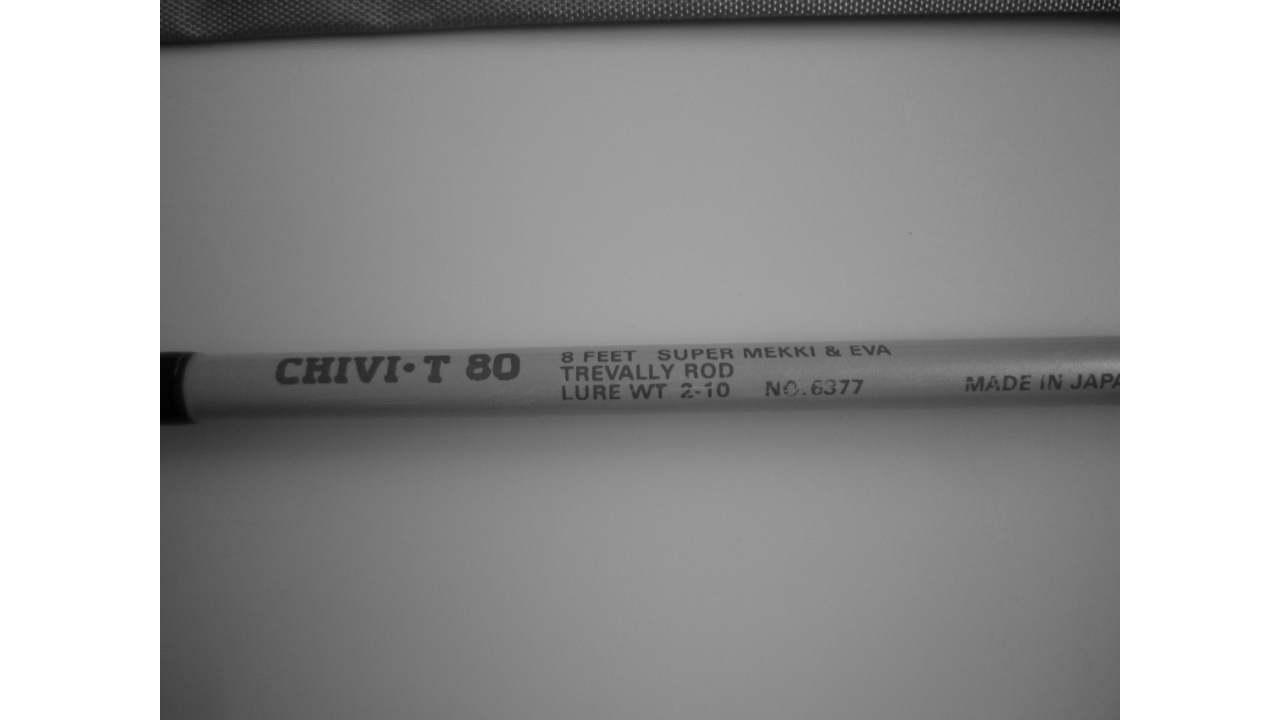 CHIVI·T 80
8 FEET SUPER MEKKI & EVA
TREVALLY ROD
LURE WT. 2-10 NO.6377
MADE IN JAPA